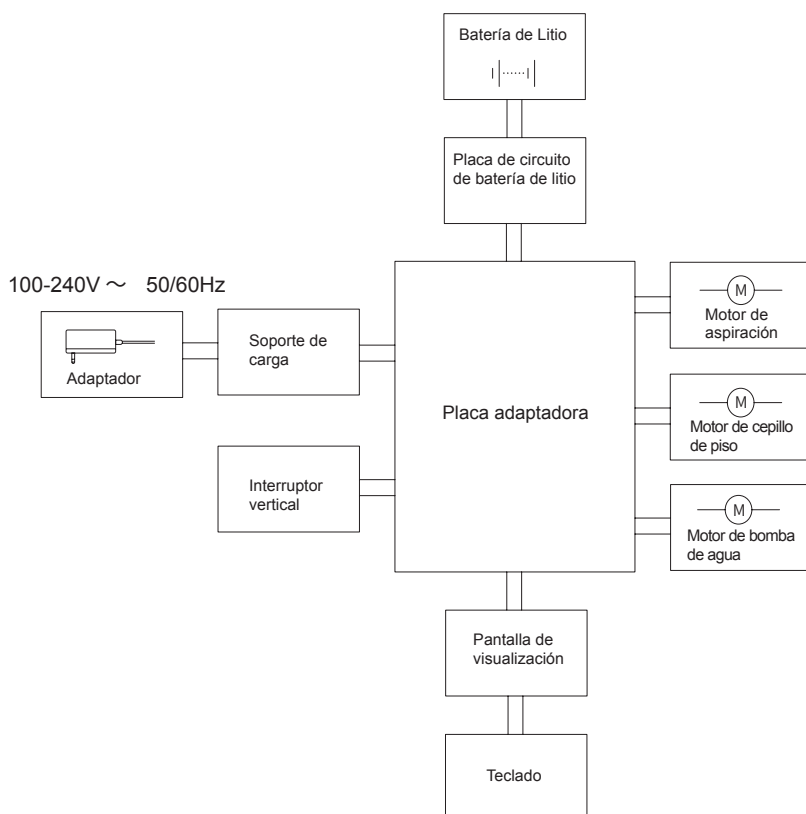 Batería de Litio
Placa de circuito
de batería de litio
100-240V ～ 50/60Hz
Adaptador
Soporte de
carga
Interruptor
vertical
Placa adaptadora
M
Motor de
aspiración
M
Motor de cepillo
de piso
M
Motor de bomba
de agua
Pantalla de
visualización
Teclado